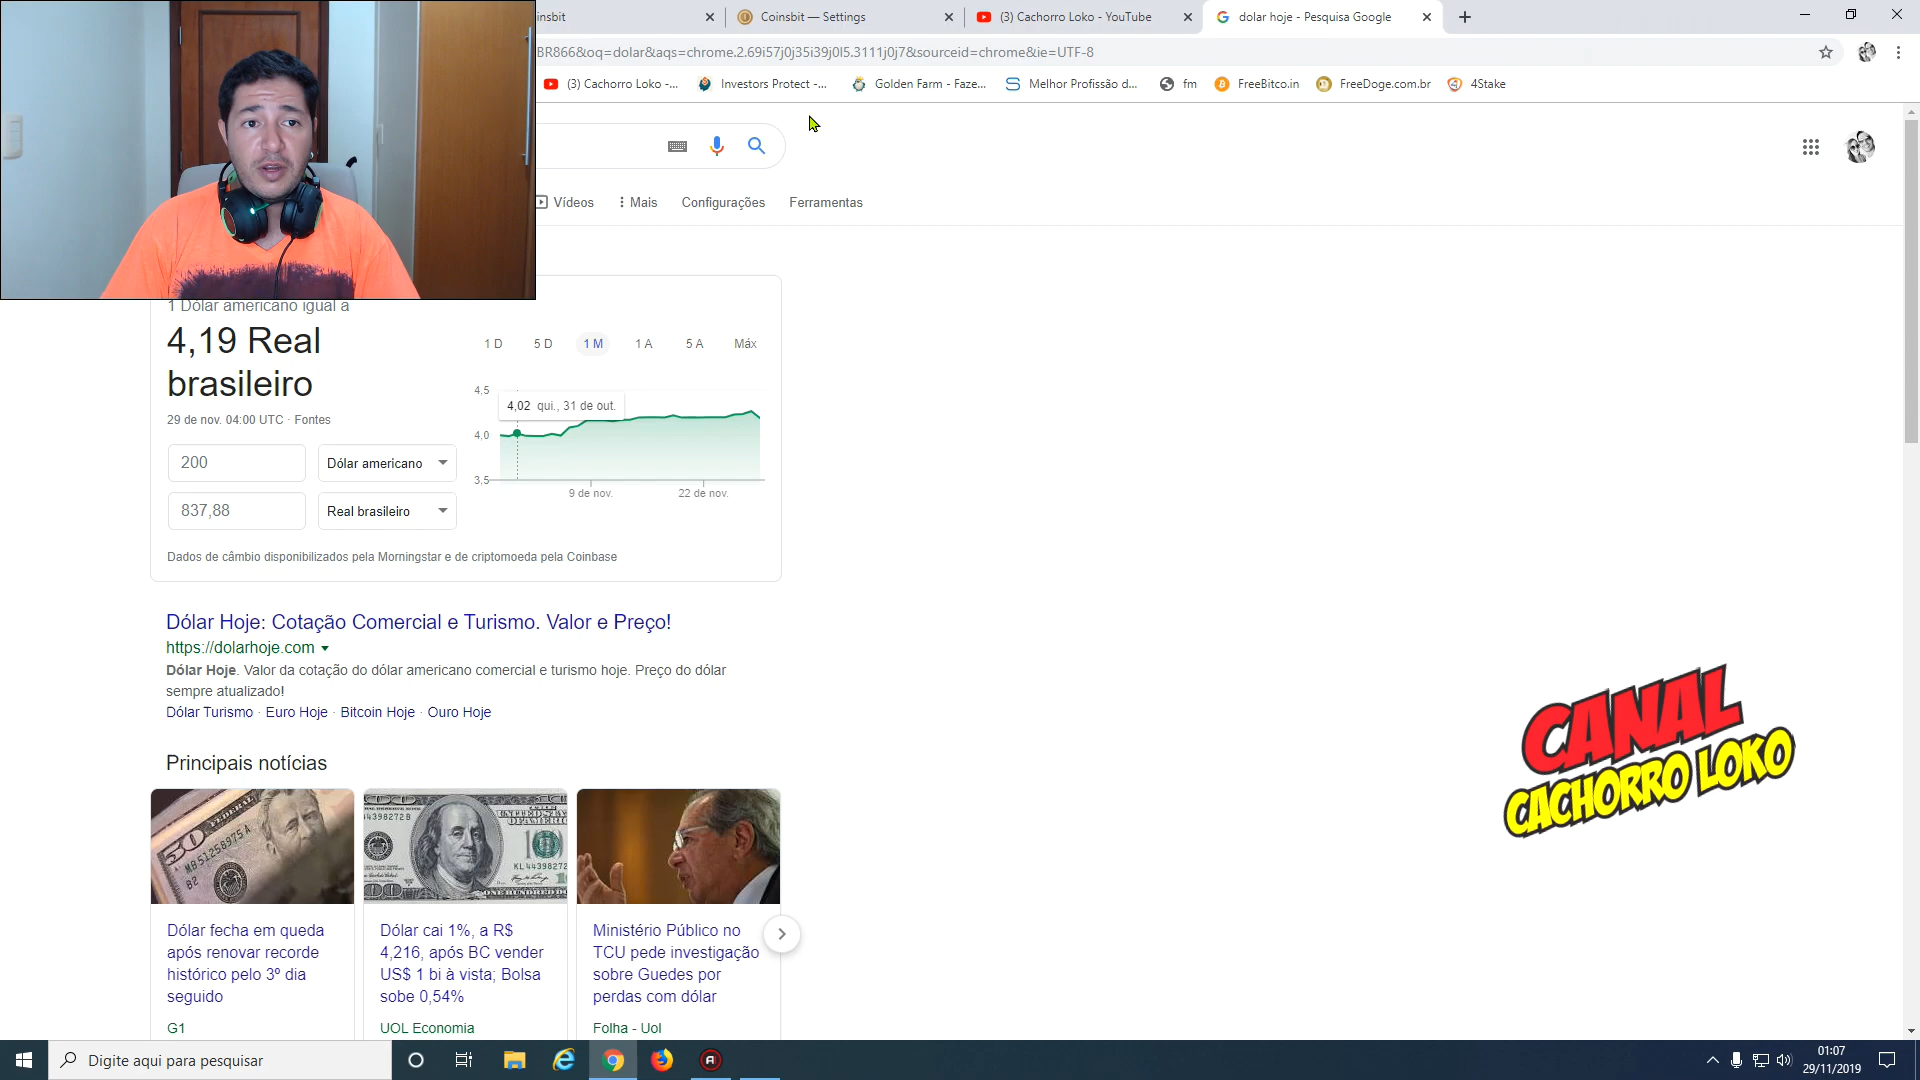 insbit
Coinsbit — Settings
(3) Cachorro Loko - YouTube
dolar hoje - Pesquisa Google
BR866&oq=dolar&aqs=chrome.2.69i57j0j35i39j0l5.3111j0j7&sourceid=chrome&ie=UTF-8
(3) Cachorro Loko -...
Investors Protect -...
Golden Farm - Faze...
Melhor Profissão d...
fm
FreeBitco.in
FreeDoge.com.br
4Stake
Vídeos
Mais
Configurações
Ferramentas
1 Dólar americano igual a
4,19 Real
brasileiro
29 de nov. 04:00 UTC · Fontes
200
Dólar americano
837,88
Real brasileiro
1 D
5 D
1 M
1 A
5 A
Máx
4,5
4,02 qui., 31 de out.
4,0
3,5
9 de nov.
22 de nov.
Dados de câmbio disponibilizados pela Morningstar e de criptomoeda pela Coinbase
Dólar Hoje: Cotação Comercial e Turismo. Valor e Preço!
https://dolarhoje.com
Dólar Hoje. Valor da cotação do dólar americano comercial e turismo hoje. Preço do dólar
sempre atualizado!
Dólar Turismo · Euro Hoje · Bitcoin Hoje · Ouro Hoje
CANAL
CACHORRO LOKO
Principais notícias
Dólar fecha em queda
após renovar recorde
histórico pelo 3º dia
seguido
G1
Dólar cai 1%, a R$
4,216, após BC vender
US$ 1 bi à vista; Bolsa
sobe 0,54%
UOL Economia
Ministério Público no
TCU pede investigação
sobre Guedes por
perdas com dólar
Folha - Uol
Digite aqui para pesquisar
01:07
29/11/2019